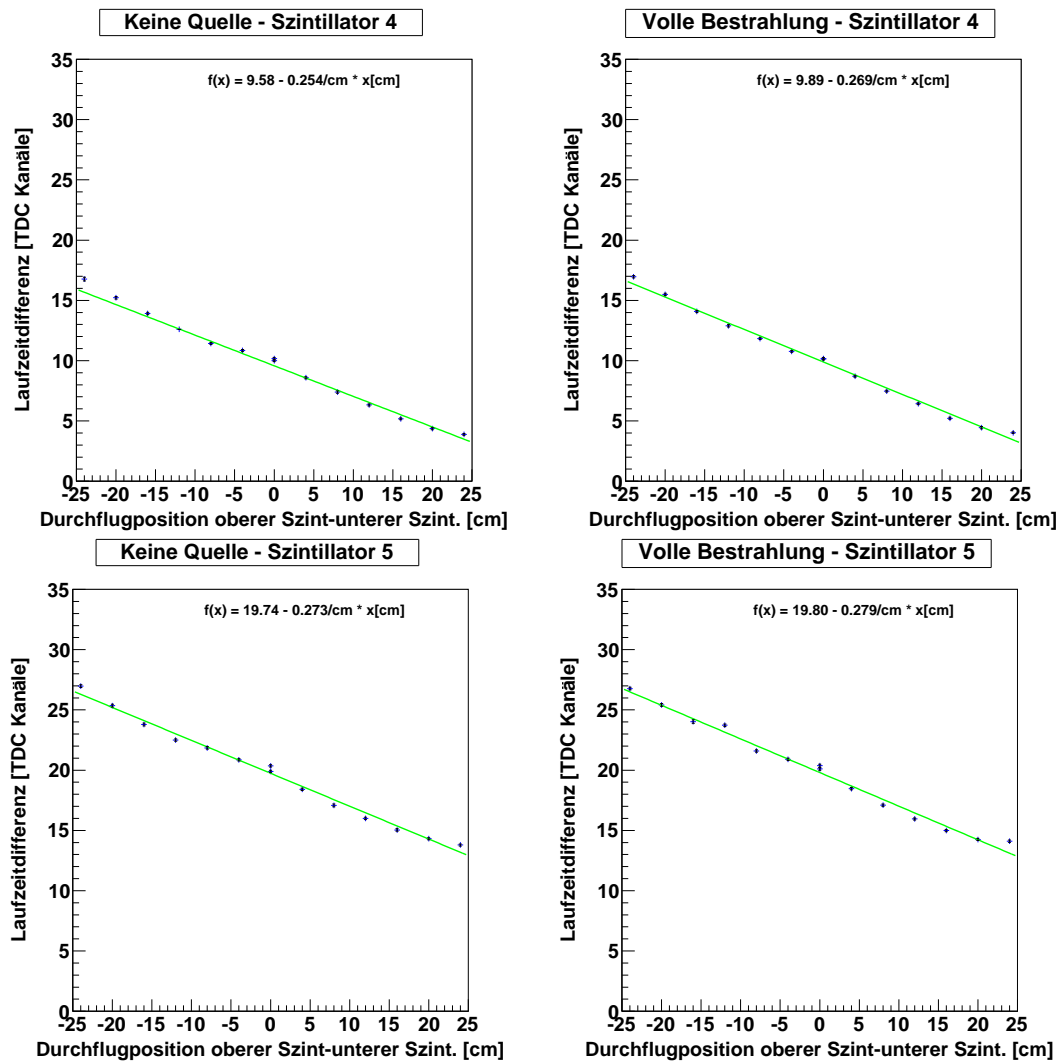 Keine Quelle - Szintillator 4
f(x) = 9.58 - 0.254/cm * x[cm]
Laufzeitdifferenz [TDC Kanäle]
35
30
25
20
15
10
5
0
-25 -20 -15 -10 -5 0 5 10 15 20 25
Durchflugposition oberer Szint-unterer Szint. [cm]
Volle Bestrahlung - Szintillator 4
f(x) = 9.89 - 0.269/cm * x[cm]
Laufzeitdifferenz [TDC Kanäle]
35
30
25
20
15
10
5
0
-25 -20 -15 -10 -5 0 5 10 15 20 25
Durchflugposition oberer Szint-unterer Szint. [cm]
Keine Quelle - Szintillator 5
f(x) = 19.74 - 0.273/cm * x[cm]
Laufzeitdifferenz [TDC Kanäle]
35
30
25
20
15
10
5
0
-25 -20 -15 -10 -5 0 5 10 15 20 25
Durchflugposition oberer Szint-unterer Szint. [cm]
Volle Bestrahlung - Szintillator 5
f(x) = 19.80 - 0.279/cm * x[cm]
Laufzeitdifferenz [TDC Kanäle]
35
30
25
20
15
10
5
0
-25 -20 -15 -10 -5 0 5 10 15 20 25
Durchflugposition oberer Szint-unterer Szint. [cm]